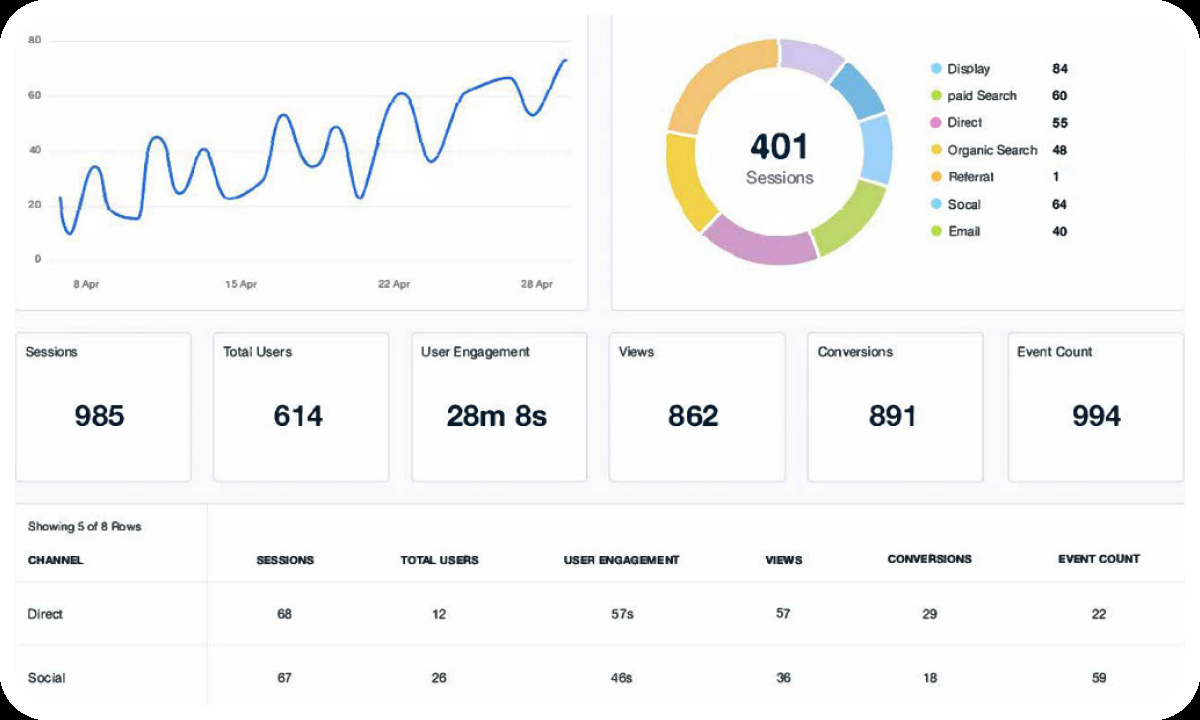 80
60
40
20
0
8 Apr 15 Apr 22 Apr 28 Apr
401
Sessions
Display 84
paid Search 60
Direct 55
Organic Search 48
Referral 1
Socal 64
Email 40
Sessions
985
Total Users
614
User Engagement
28m 8s
Views
862
Conversions
891
Event Count
994
Showing 5 of 8 Rows
CHANNEL SESSIONS TOTAL USERS USER ENGAGEMENT VIEWS CONVERSIONS EVENT COUNT
Direct 68 12 57s 57 29 22
Social 67 26 46s 36 18 59